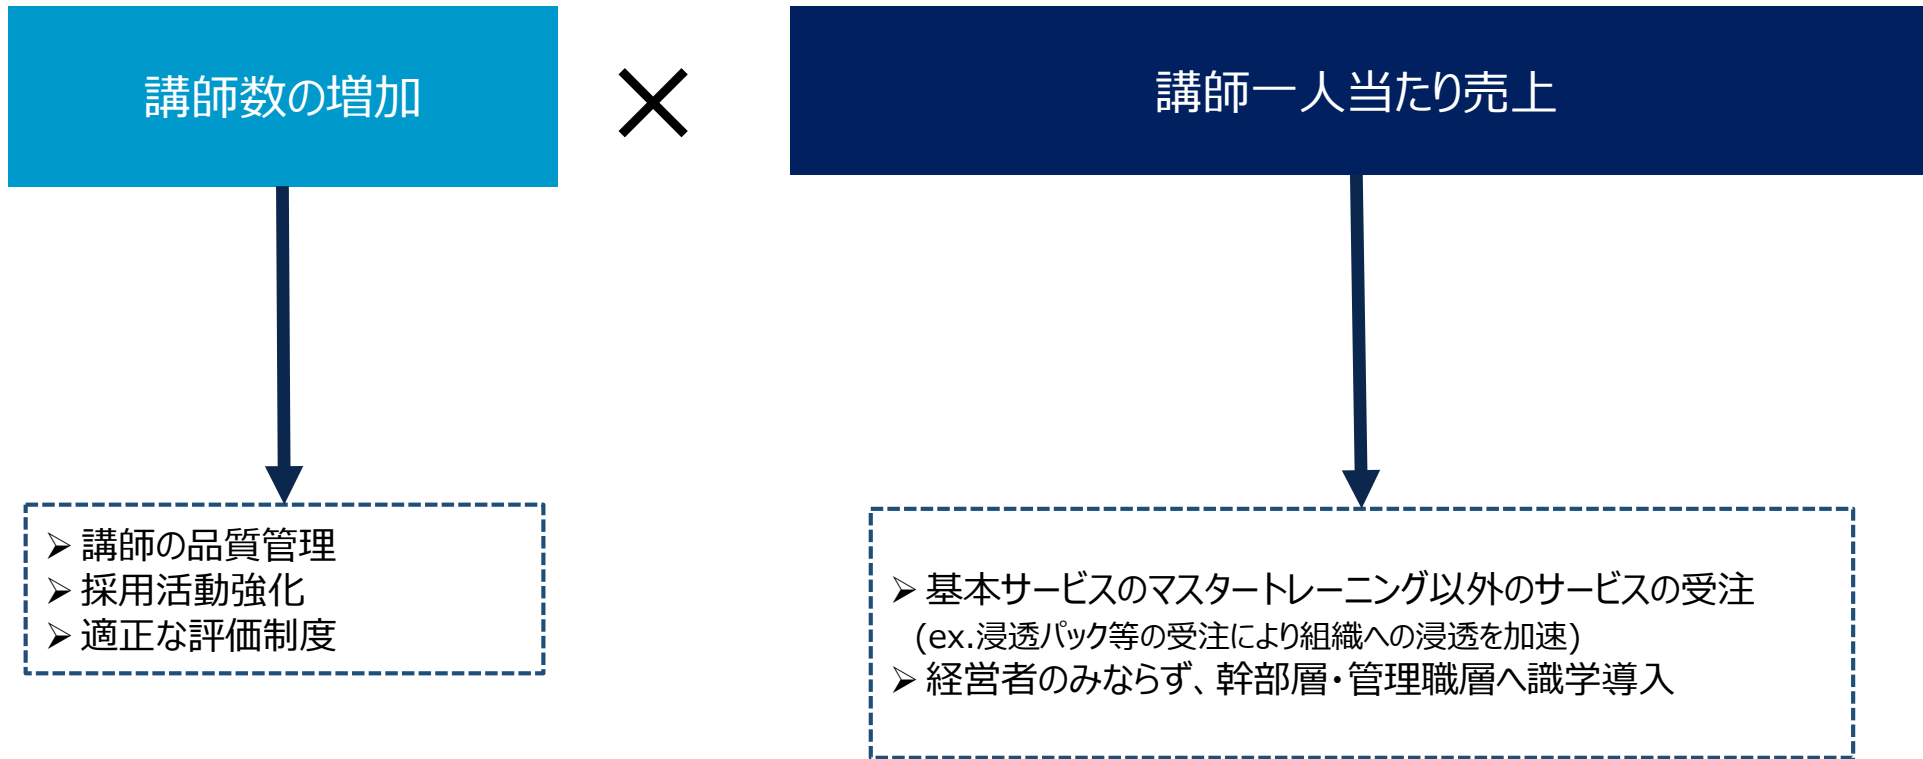 講師数の増加
×
講師一人当たり売上
➢ 講師の品質管理
➢ 採用活動強化
➢ 適正な評価制度
➢ 基本サービスのマスタートレーニング以外のサービスの受注
(ex.浸透パック等の受注により組織への浸透を加速)
➢ 経営者のみならず、幹部層・管理職層へ識学導入